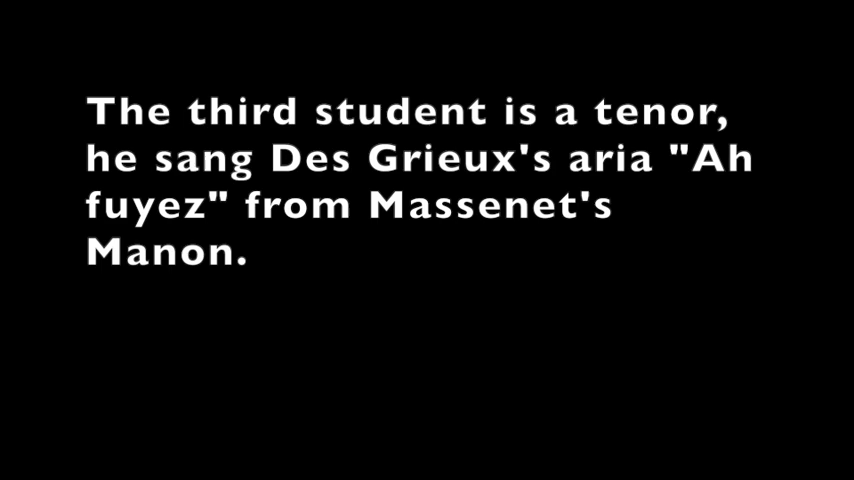 The third student is a tenor,
he sang Des Grieux's aria "Ah
fuyez" from Massenet's
Manon.